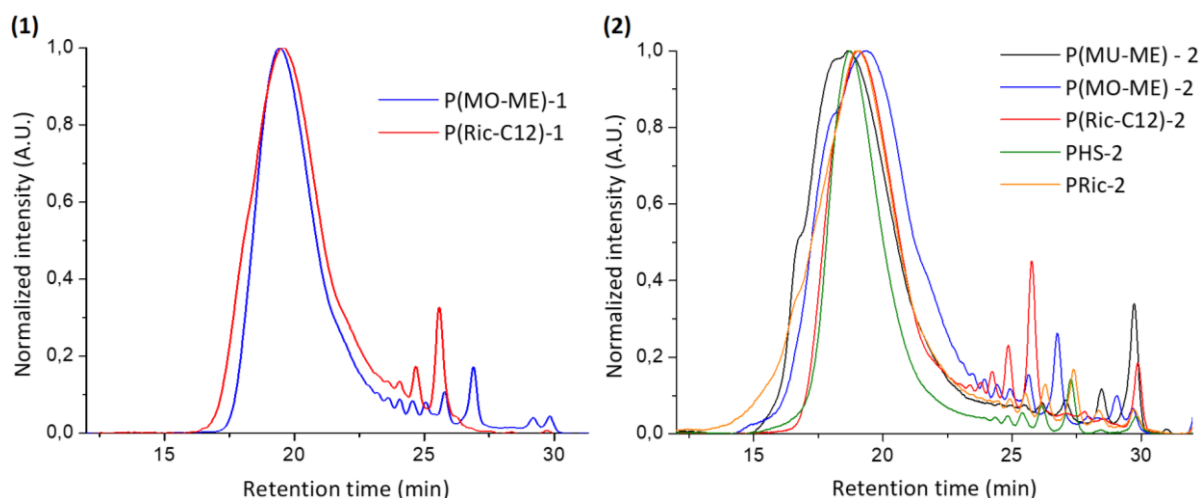 (1)
1,0
0,8
0,6
0,4
0,2
0,0
Normalized intensity (A.U.)
15
20
25
30
Retention time (min)
P(MO-ME)-1
P(Ric-C12)-1
(2)
1,0
0,8
0,6
0,4
0,2
0,0
Normalized intensity (A.U.)
15
20
25
30
Retention time (min)
P(MU-ME) - 2
P(MO-ME) -2
P(Ric-C12)-2
PHS-2
PRic-2